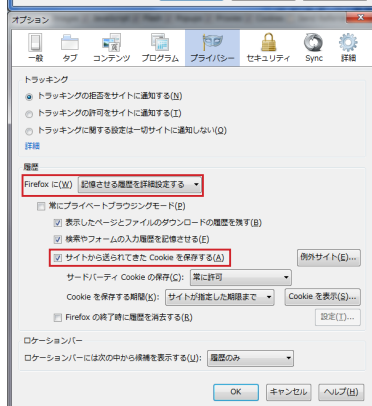 オプション
一般 タブ コンテンツ プログラム プライバシー セキュリティ Sync 詳細
トラッキング
トラッキングの拒否をサイトに通知する(N)
トラッキングの許可をサイトに通知する(T)
トラッキングに関する設定は一切サイトに通知しない(O)
詳細
履歴
Firefox に(W) 記憶させる履歴を詳細設定する
常にプライベートブラウジングモード(P)
表示したページとファイルのダウンロードの履歴を残す(B)
検索やフォームの入力履歴を記憶させる(F)
サイトから送られてきた Cookie を保存する(A) 例外サイト(E)...
サードパーティ Cookie の保存(C): 常に許可
Cookie を保存する期間(K): サイトが指定した期限まで Cookie を表示(S)...
Firefox の終了時に履歴を消去する(R) 設定(T)...
ロケーションバー
ロケーションバーには次の中から候補を表示する(U): 履歴のみ
OK キャンセル ヘルプ(H)